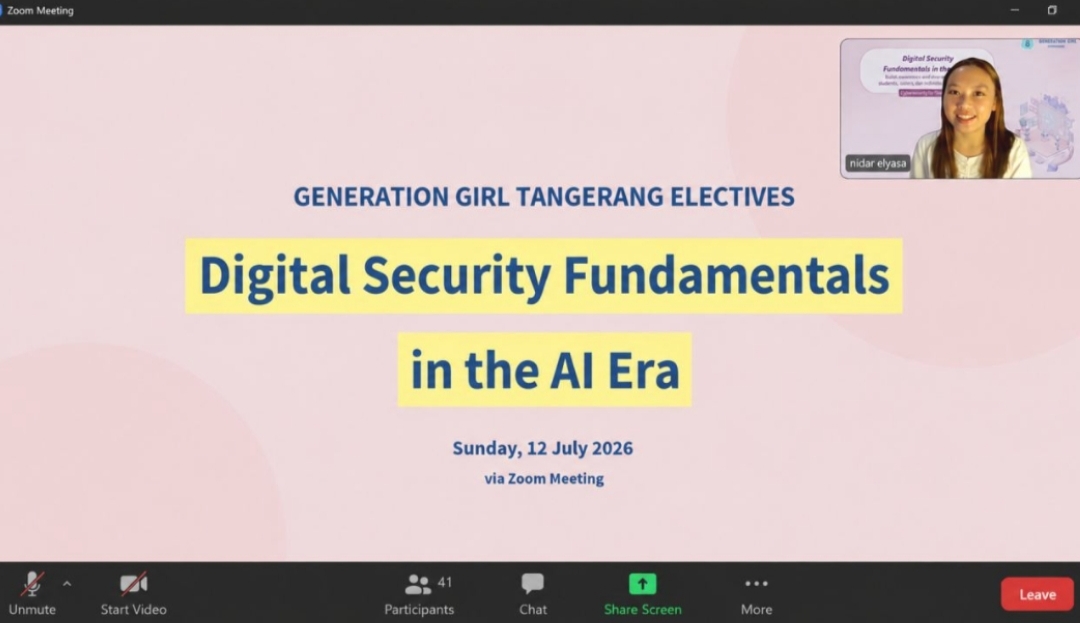 Zoom Meeting
Digital Security
Fundamentals in the
nidar elyasa
GENERATION GIRL TANGERANG ELECTIVES
Digital Security Fundamentals
in the AI Era
Sunday, 12 July 2026
via Zoom Meeting
41
Unmute
Start Video
Participants
Chat
Share Screen
More
Leave